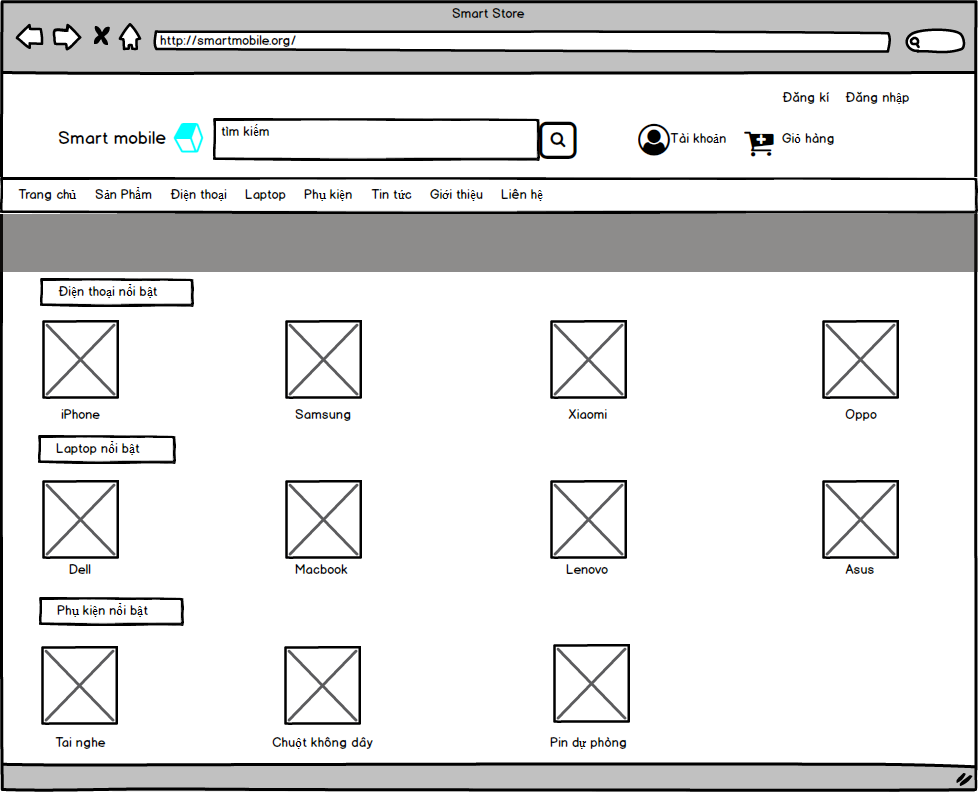 Smart Store
http://smartmobile.org/
Đăng kí Đăng nhập
Smart mobile tìm kiếm Tài khoản Giỏ hàng
Trang chủ Sản Phẩm Điện thoại Laptop Phụ kiện Tin tức Giới thiệu Liên hệ
Điện thoại nổi bật
iPhone Samsung Xiaomi Oppo
Laptop nổi bật
Dell Macbook Lenovo Asus
Phụ kiện nổi bật
Tai nghe Chuột không dây Pin dự phòng